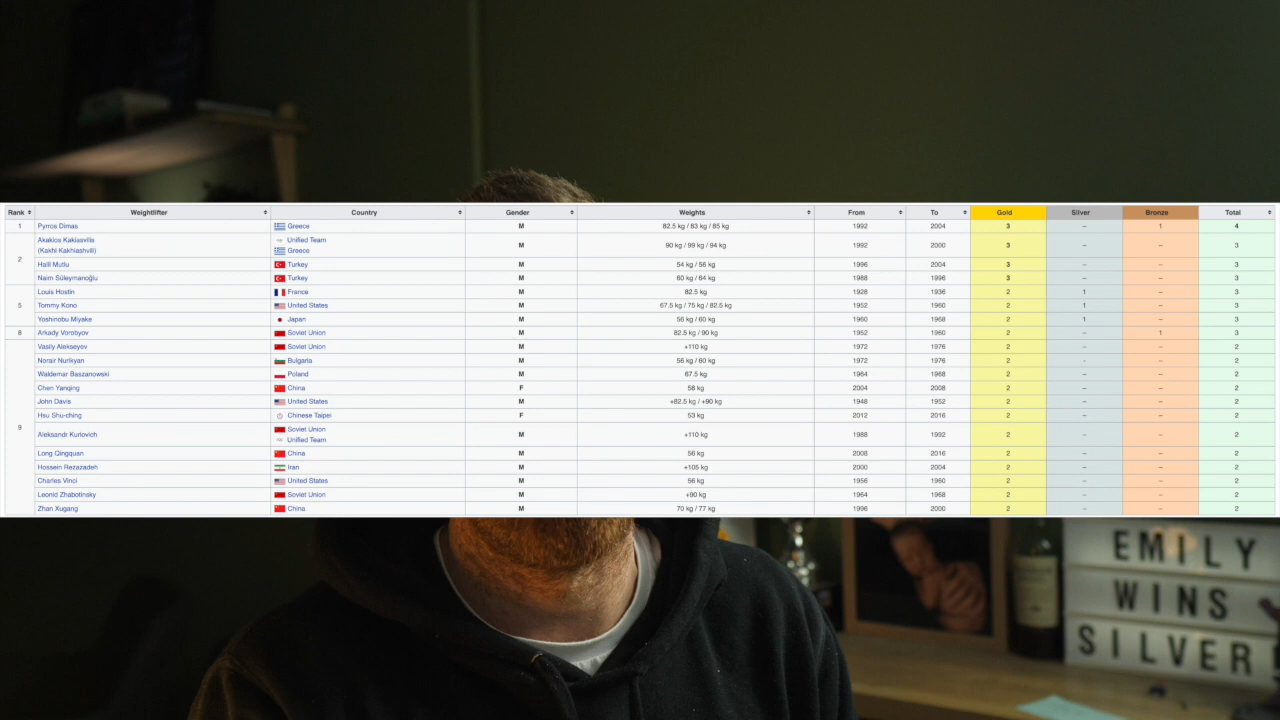 Rank Weightlifter Country Gender Weights From To Gold Silver Bronze Total
1 Pyrros Dimas Greece M 82.5 kg / 83 kg / 85 kg 1992 2004 3 – 1 4
2 Akakios Kakiasvilis (Kakhi Kakhiashvili) Unified Team Greece M 90 kg / 99 kg / 94 kg 1992 2000 3 – – 3
Halil Mutlu Turkey M 54 kg / 56 kg 1996 2004 3 – – 3
Naim Süleymanoğlu Turkey M 60 kg / 64 kg 1988 1996 3 – – 3
5 Louis Hostin France M 82.5 kg 1928 1936 2 1 – 3
Tommy Kono United States M 67.5 kg / 75 kg / 82.5 kg 1952 1960 2 1 – 3
Yoshinobu Miyake Japan M 56 kg / 60 kg 1960 1968 2 1 – 3
8 Arkady Vorobyov Soviet Union M 82.5 kg / 90 kg 1952 1960 2 – 1 3
9 Vasily Alekseyev Soviet Union M +110 kg 1972 1976 2 – – 2
Norair Nurikyan Bulgaria M 56 kg / 60 kg 1972 1976 2 - – 2
Waldemar Baszanowski Poland M 67.5 kg 1964 1968 2 – – 2
Chen Yanqing China F 58 kg 2004 2008 2 – – 2
John Davis United States M +82.5 kg / +90 kg 1948 1952 2 – – 2
Hsu Shu-ching Chinese Taipei F 53 kg 2012 2016 2 – – 2
Aleksandr Kurlovich Soviet Union Unified Team M +110 kg 1988 1992 2 – – 2
Long Qingquan China M 56 kg 2008 2016 2 – – 2
Hossein Rezazadeh Iran M +105 kg 2000 2004 2 – – 2
Charles Vinci United States M 56 kg 1956 1960 2 – – 2
Leonid Zhabotinsky Soviet Union M +90 kg 1964 1968 2 – – 2
Zhan Xugang China M 70 kg / 77 kg 1996 2000 2 – – 2
EMILY
WINS
SILVER